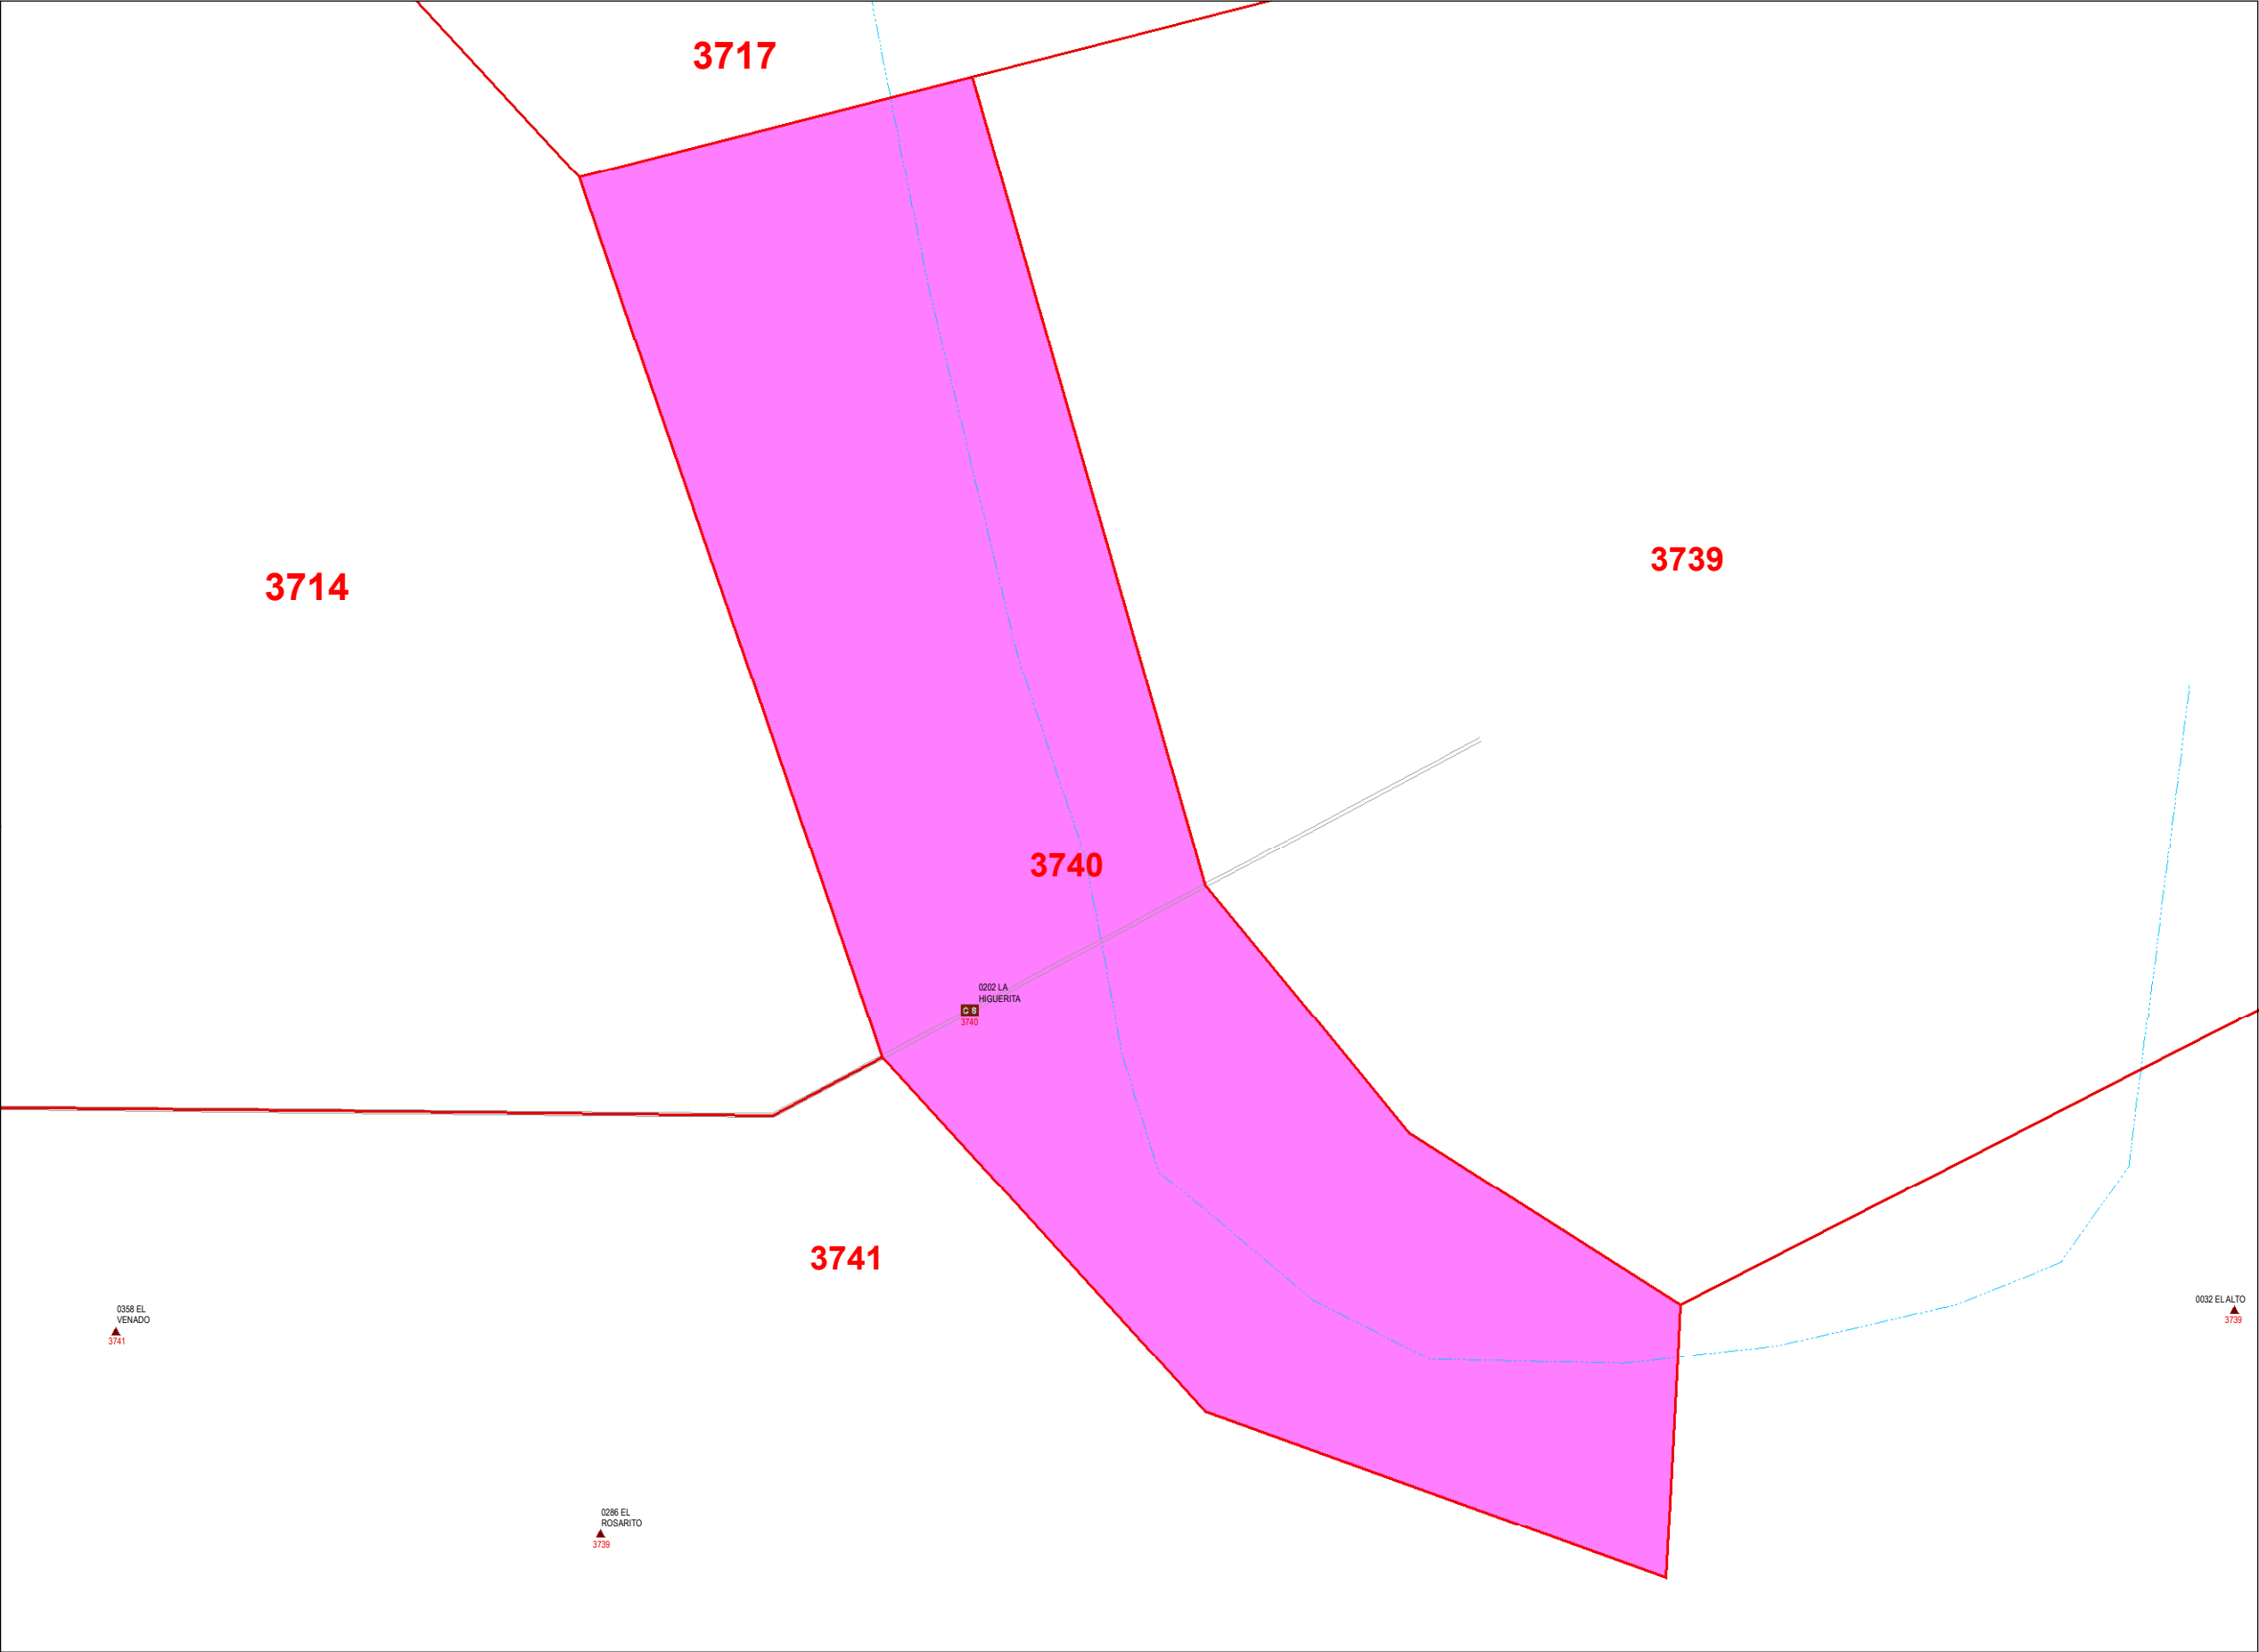 3717
3739
3714
3740
0202 LA
HIGUERITA
C S
3740
3741
0358 EL
VENADO
3741
0032 EL ALTO
3739
0286 EL
ROSARITO
3739